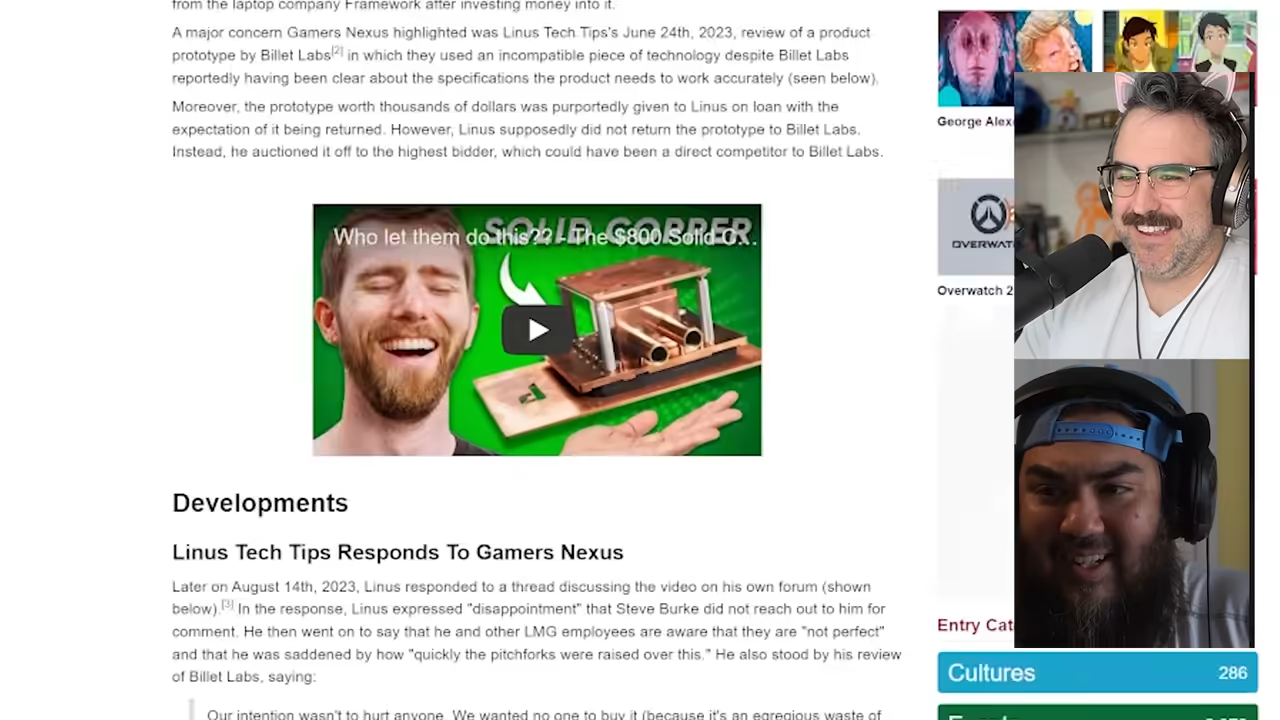 from the laptop company Framework after investing money into it.
A major concern Gamers Nexus highlighted was Linus Tech Tips's June 24th, 2023, review of a product
prototype by Billet Labs[2] in which they used an incompatible piece of technology despite Billet Labs
reportedly having been clear about the specifications the product needs to work accurately (seen below).
Moreover, the prototype worth thousands of dollars was purportedly given to Linus on loan with the
expectation of it being returned. However, Linus supposedly did not return the prototype to Billet Labs.
Instead, he auctioned it off to the highest bidder, which could have been a direct competitor to Billet Labs.
SOLID COPPER
Who let them do this?? - The $800 Solid C...
Developments
Linus Tech Tips Responds To Gamers Nexus
Later on August 14th, 2023, Linus responded to a thread discussing the video on his own forum (shown
below).[3] In the response, Linus expressed "disappointment" that Steve Burke did not reach out to him for
comment. He then went on to say that he and other LMG employees are aware that they are "not perfect"
and that he was saddened by how "quickly the pitchforks were raised over this." He also stood by his review
of Billet Labs, saying:
Our intention wasn't to hurt anyone. We wanted no one to buy it (because it's an egregious waste of
George Alex
OVERWAT
Overwatch 2
Entry Cat
Cultures 286